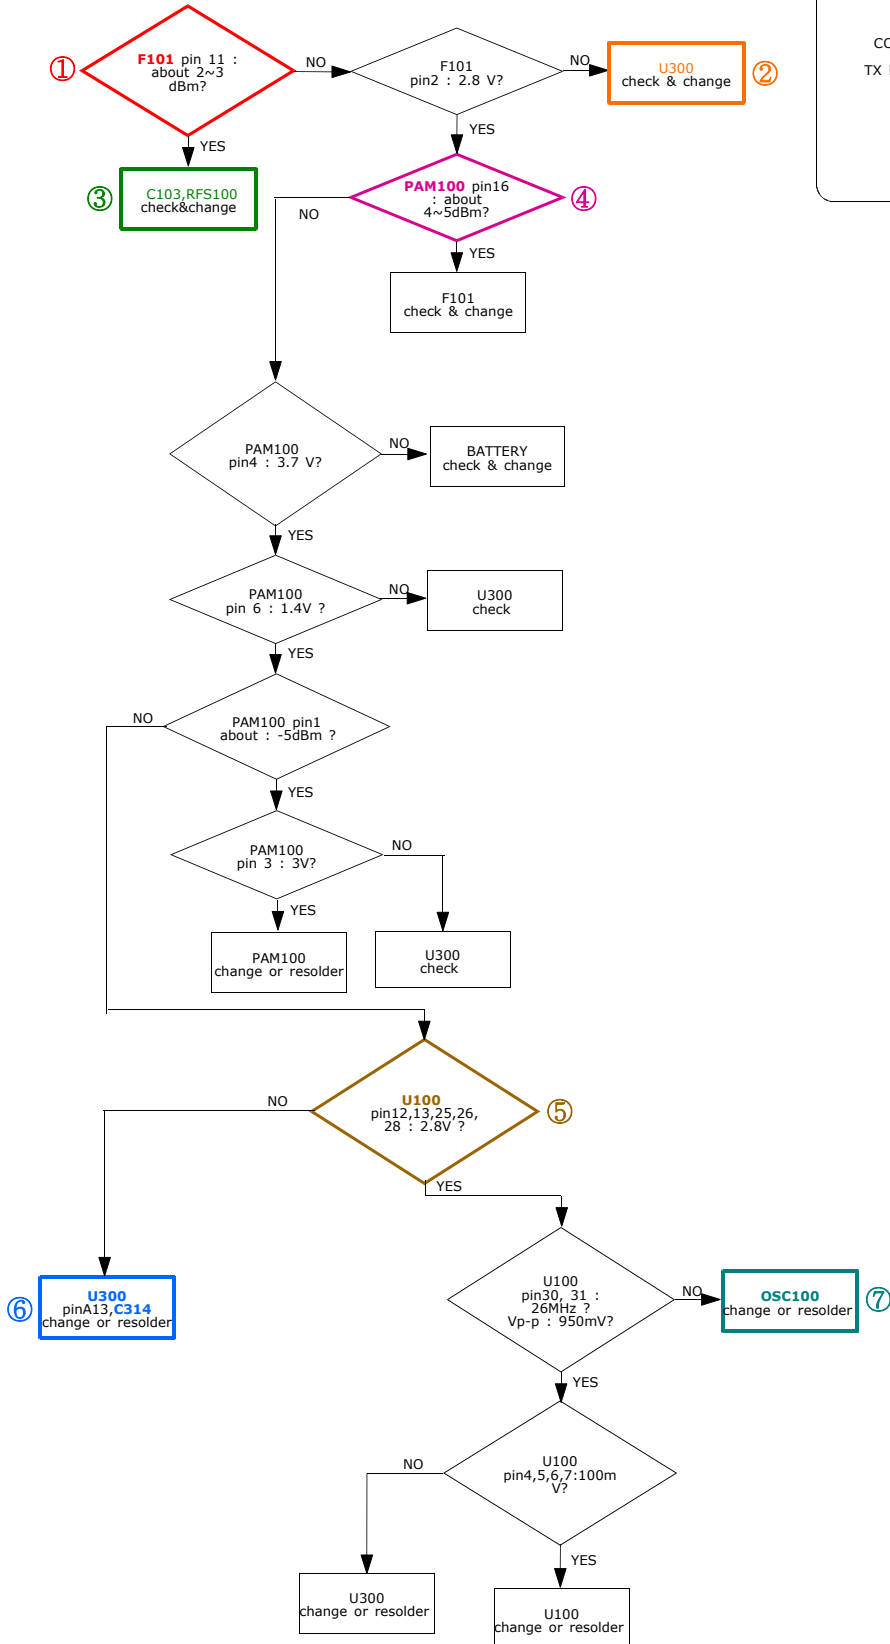 CO
TX
①
F101 pin 11 :
about 2~3
dBm?
NO
F101
pin2 : 2.8 V?
NO
U300
check & change
②
YES
YES
③
C103,RFS100
check&change
PAM100 pin16
: about
4~5dBm?
④
NO
YES
F101
check & change
PAM100
pin4 : 3.7 V?
NO
BATTERY
check & change
YES
PAM100
pin 6 : 1.4V ?
NO
U300
check
YES
NO
PAM100 pin1
about : -5dBm ?
YES
PAM100
pin 3 : 3V?
NO
YES
PAM100
change or resolder
U300
check
NO
U100
pin12,13,25,26,
28 : 2.8V ?
⑤
YES
⑥
U300
pinA13,C314
change or resolder
U100
pin30, 31 :
26MHz ?
Vp-p : 950mV?
NO
OSC100
change or resolder
⑦
YES
NO
U100
pin4,5,6,7:100m
V?
YES
U300
change or resolder
U100
change or resolder